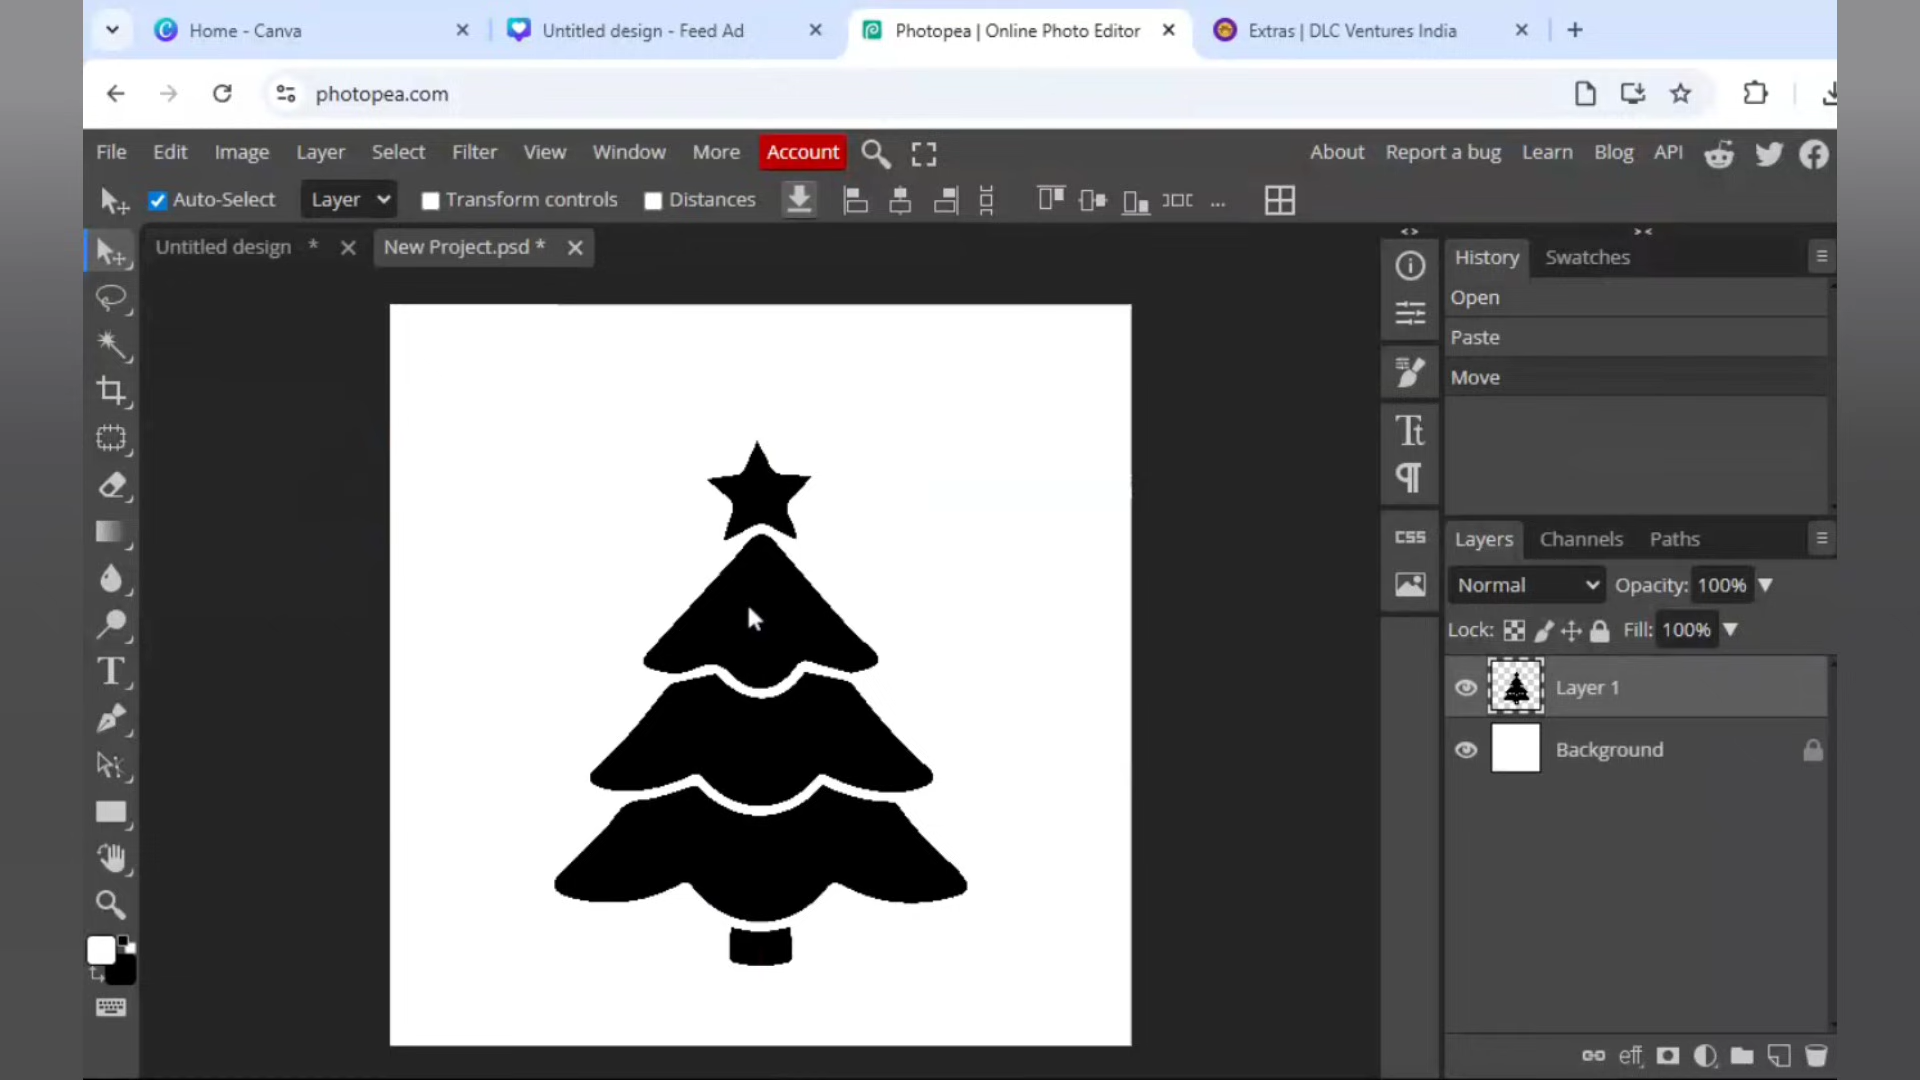 Home - Canva
Untitled design - Feed Ad
Photopea | Online Photo Editor
Extras | DLC Ventures India
photopea.com
File Edit Image Layer Select Filter View Window More Account
About Report a bug Learn Blog API
Auto-Select Layer Transform controls Distances ...
Untitled design *
New Project.psd *
History Swatches
Open
Paste
Move
CSS
Layers Channels Paths
Normal Opacity: 100%
Lock: Fill: 100%
Layer 1
Background
eff